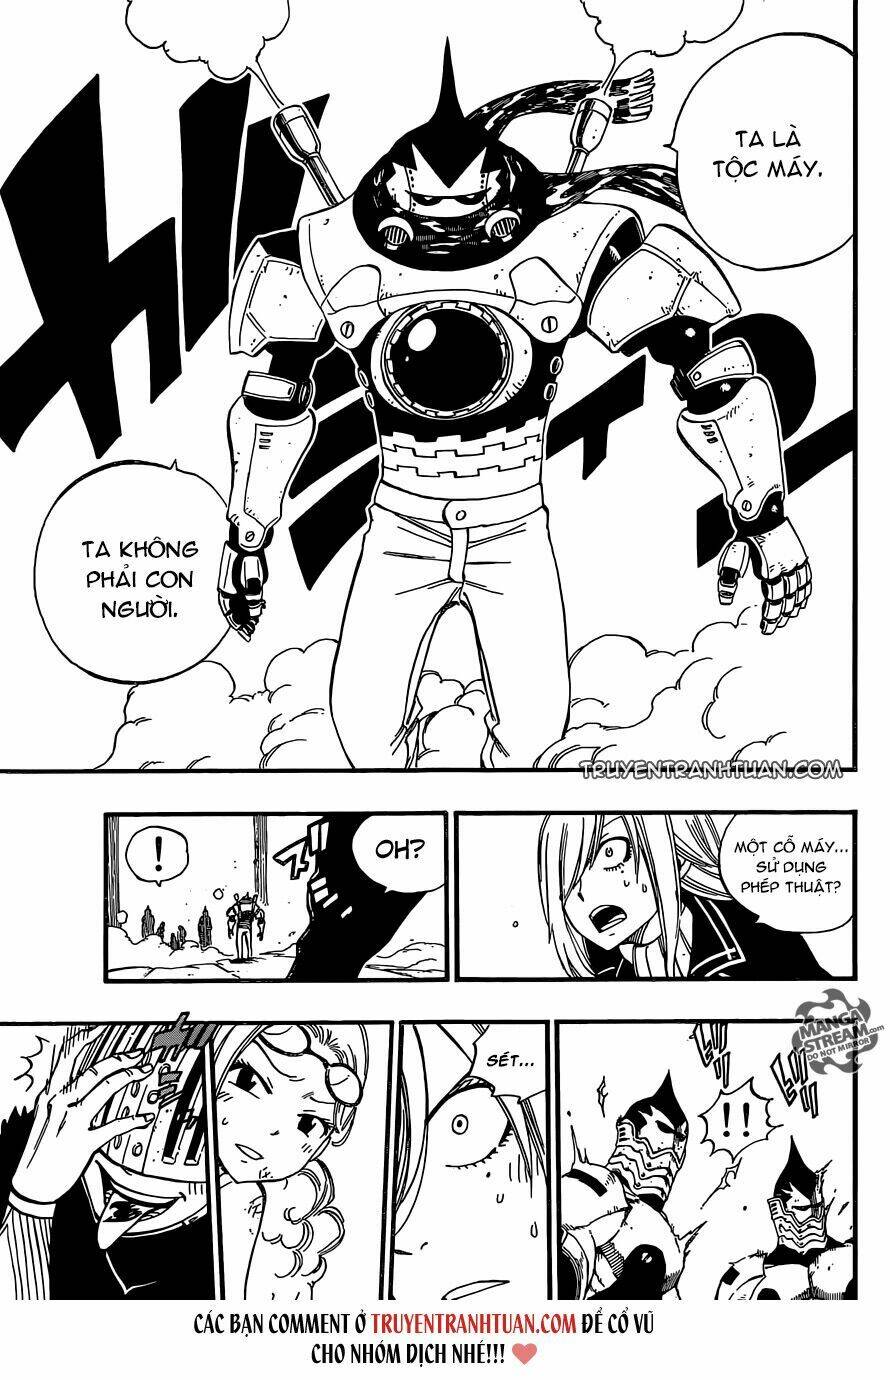 TA LÀ
TỘC MÁY.
TA KHÔNG
PHẢI CON
NGƯỜI.
TRUYENTRANHTUAN.COM
MỘT CỖ MÁY...
SỬ DỤNG
PHÉP THUẬT?
OH?
!
MANGA
STREAM.COM
DO NOT MIRROR
!!
SÉT...
CÁC BẠN COMMENT Ở TRUYENTRANHTUAN.COM ĐỂ CỔ VŨ
CHO NHÓM DỊCH NHÉ!!! ❤